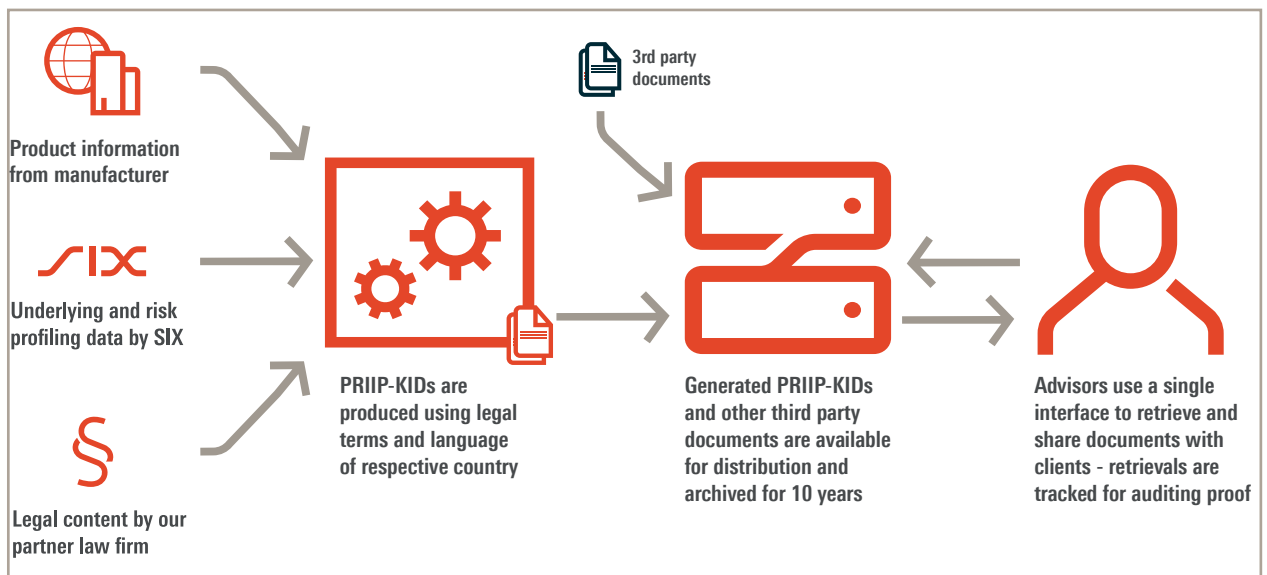 Product information
from manufacturer
SIX
Underlying and risk
profiling data by SIX
§
Legal content by our
partner law firm
PRIIP-KIDs are
produced using legal
terms and language
of respective country
3rd party
documents
Generated PRIIP-KIDs
and other third party
documents are available
for distribution and
archived for 10 years
Advisors use a single
interface to retrieve and
share documents with
clients - retrievals are
tracked for auditing proof